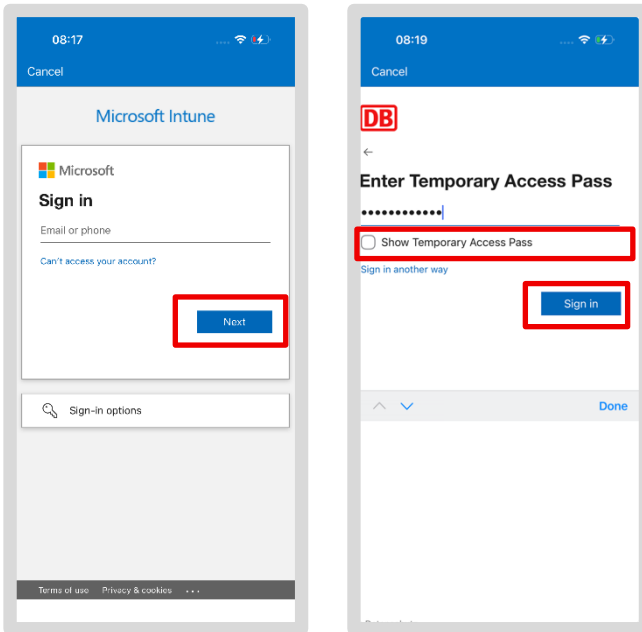 08:17
Cancel
Microsoft Intune
Microsoft
Sign in
Email or phone
Can't access your account?
Next
Sign-in options
Terms of use Privacy & cookies ...
08:19
Cancel
DB
Enter Temporary Access Pass
Show Temporary Access Pass
Sign in another way
Sign in
Done